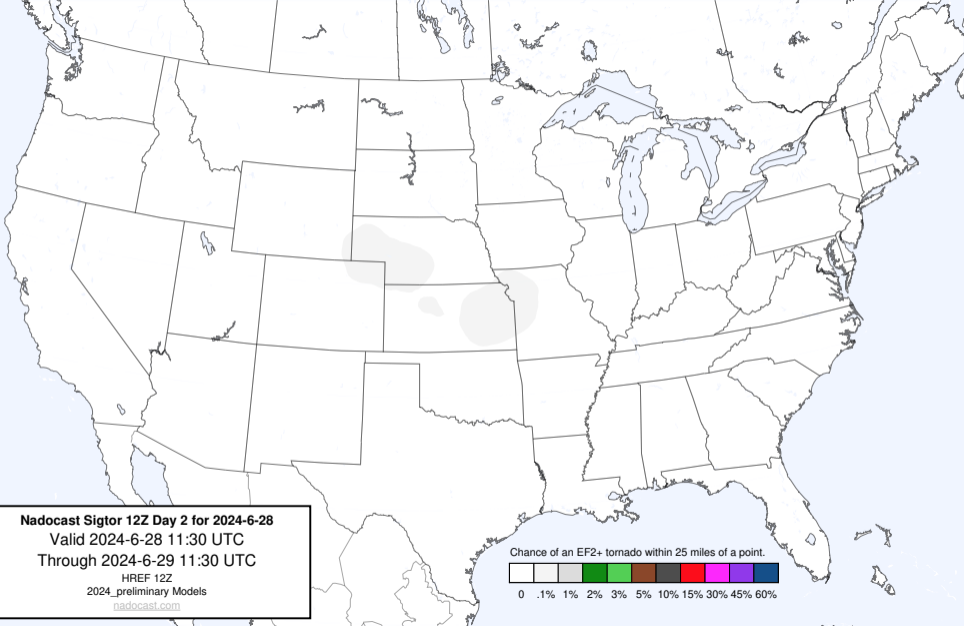 Nadocast Sigtor 12Z Day 2 for 2024-6-28
Valid 2024-6-28 11:30 UTC
Through 2024-6-29 11:30 UTC
HREF 12Z
2024_preliminary Models
nadocast.com
Chance of an EF2+ tornado within 25 miles of a point.
0 .1% 1% 2% 3% 5% 10% 15% 30% 45% 60%